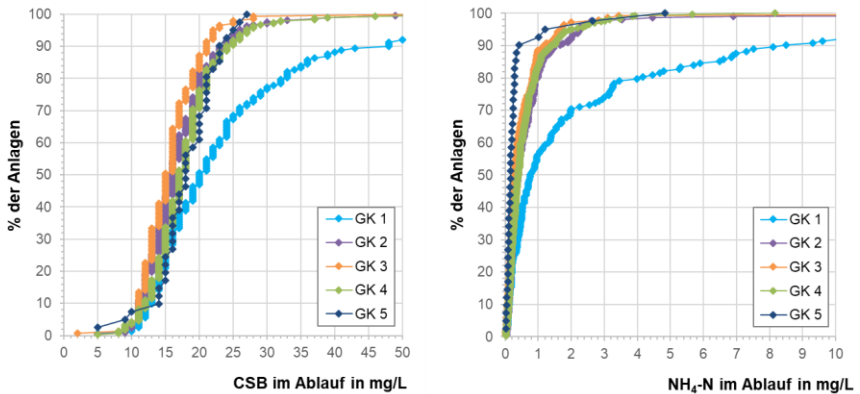 100
90
80
70
60
50
40
30
20
10
0
% der Anlagen
0 5 10 15 20 25 30 35 40 45 50
CSB im Ablauf in mg/L
GK 1
GK 2
GK 3
GK 4
GK 5
100
90
80
70
60
50
40
30
20
10
0
% der Anlagen
0 1 2 3 4 5 6 7 8 9 10
NH₄-N im Ablauf in mg/L
GK 1
GK 2
GK 3
GK 4
GK 5